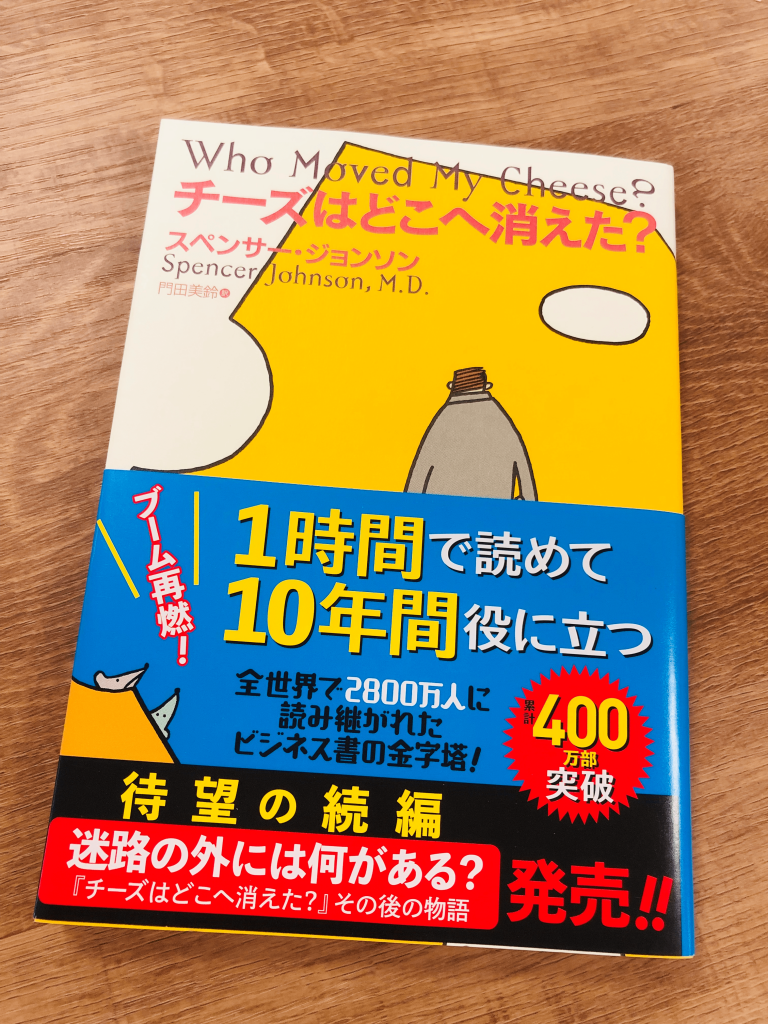 Who Moved My Cheese?
チーズはどこへ消えた?
スペンサー・ジョンソン
Spencer Johnson, M.D.
門田美鈴 訳
ブーム再燃!
1時間で読めて
10年間役に立つ
全世界で2800万人に
読み継がれた
ビジネス書の金字塔!
累計
400
万部
突破
待望の続編
迷路の外には何がある?
『チーズはどこへ消えた?』その後の物語
発売!!